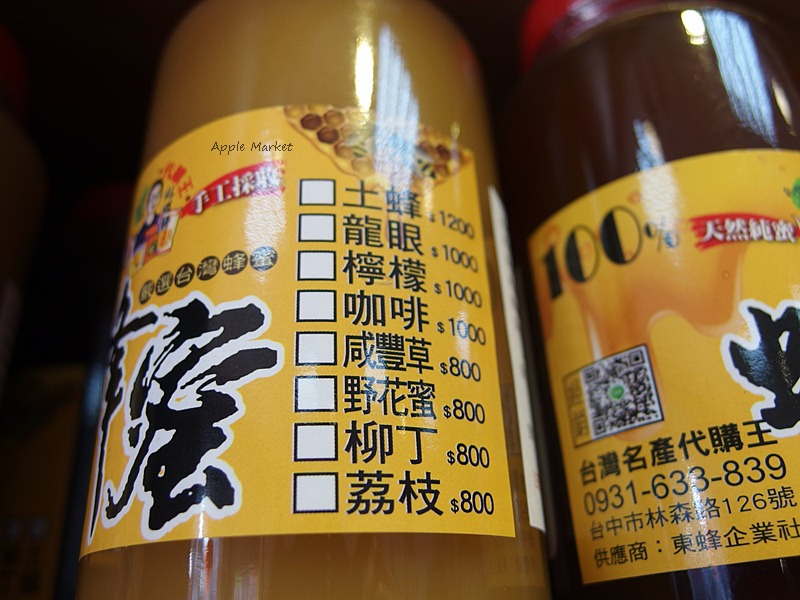 Apple Market
手工採收
嚴選台灣蜂蜜
蜂蜜
土蜂 $1200
龍眼 $1000
檸檬 $1000
咖啡 $1000
咸豐草 $800
野花蜜 $800
柳丁 $800
荔枝 $800
100%
天然純蜜
台灣名產代購王
0931-633-839
台中市林森路126號
供應商：東蜂企業社